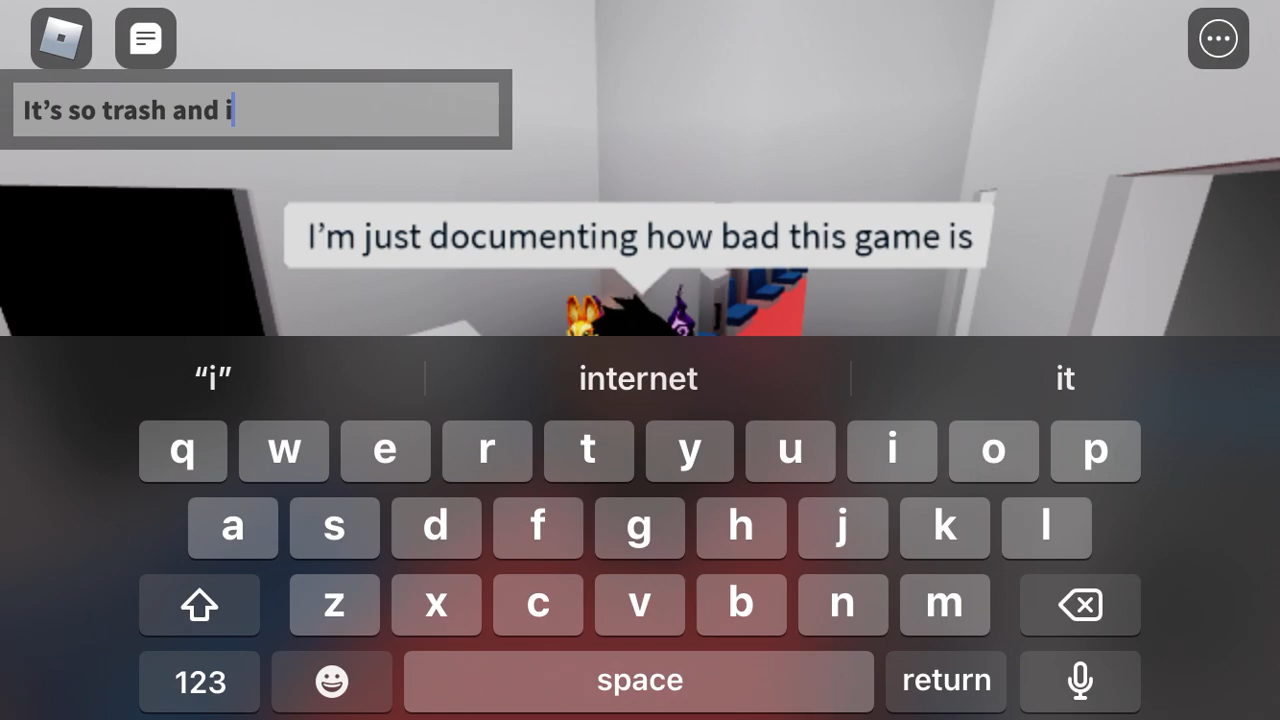 It’s so trash and i
I’m just documenting how bad this game is
“i” internet it
q w e r t y u i o p
a s d f g h j k l
z x c v b n m
123 space return